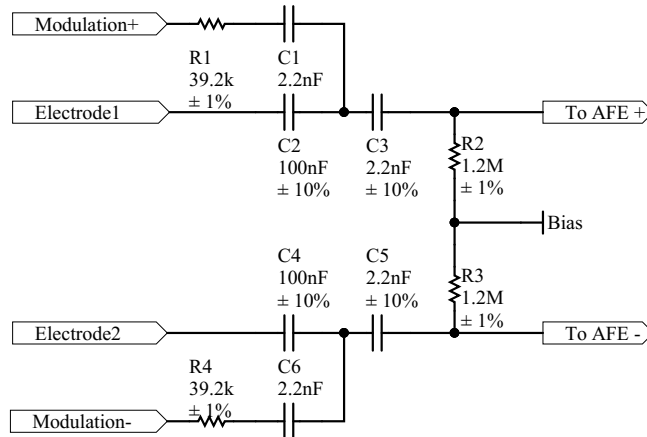 Modulation+
R1
39.2k
± 1%
C1
2.2nF
Electrode1
To AFE +
C2
100nF
± 10%
C3
2.2nF
± 10%
R2
1.2M
± 1%
Bias
C4
100nF
± 10%
C5
2.2nF
± 10%
R3
1.2M
± 1%
Electrode2
To AFE -
R4
39.2k
± 1%
C6
2.2nF
Modulation-